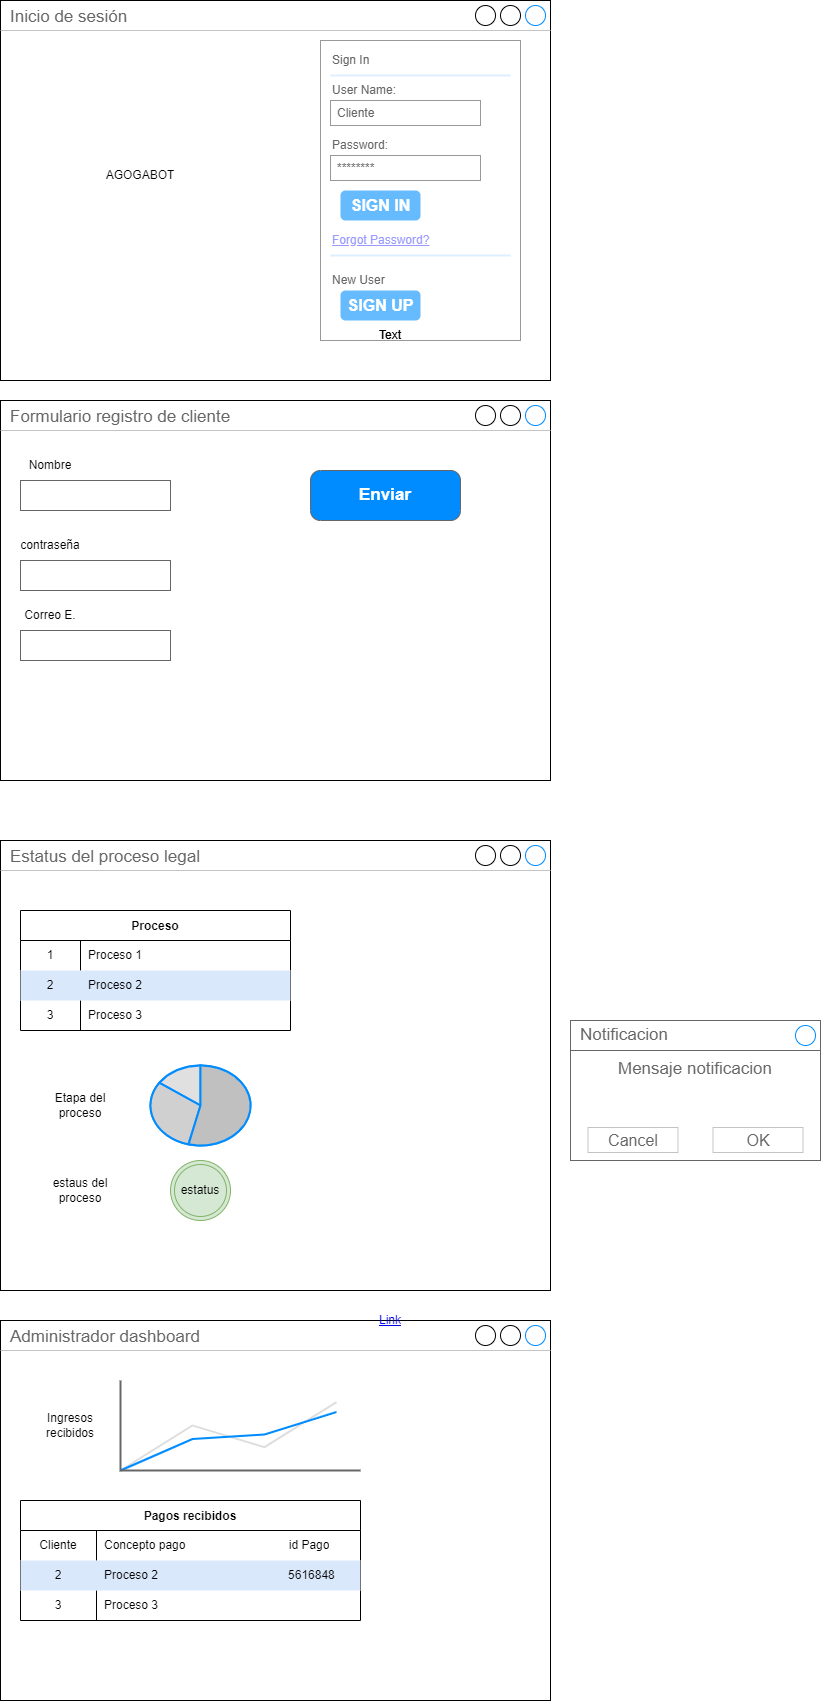 Inicio de sesión
Sign In
User Name:
Cliente
Password:
********
AGOGABOT
SIGN IN
Forgot Password?
New User
SIGN UP
Text
Formulario registro de cliente
Nombre
Enviar
contraseña
Correo E.
Estatus del proceso legal
Proceso
1 Proceso 1
2 Proceso 2
3 Proceso 3
Notificacion
Mensaje notificacion
Cancel OK
Etapa del
proceso
estaus del
proceso
estatus
Link
Administrador dashboard
Ingresos
recibidos
Pagos recibidos
Cliente Concepto pago id Pago
2 Proceso 2 5616848
3 Proceso 3